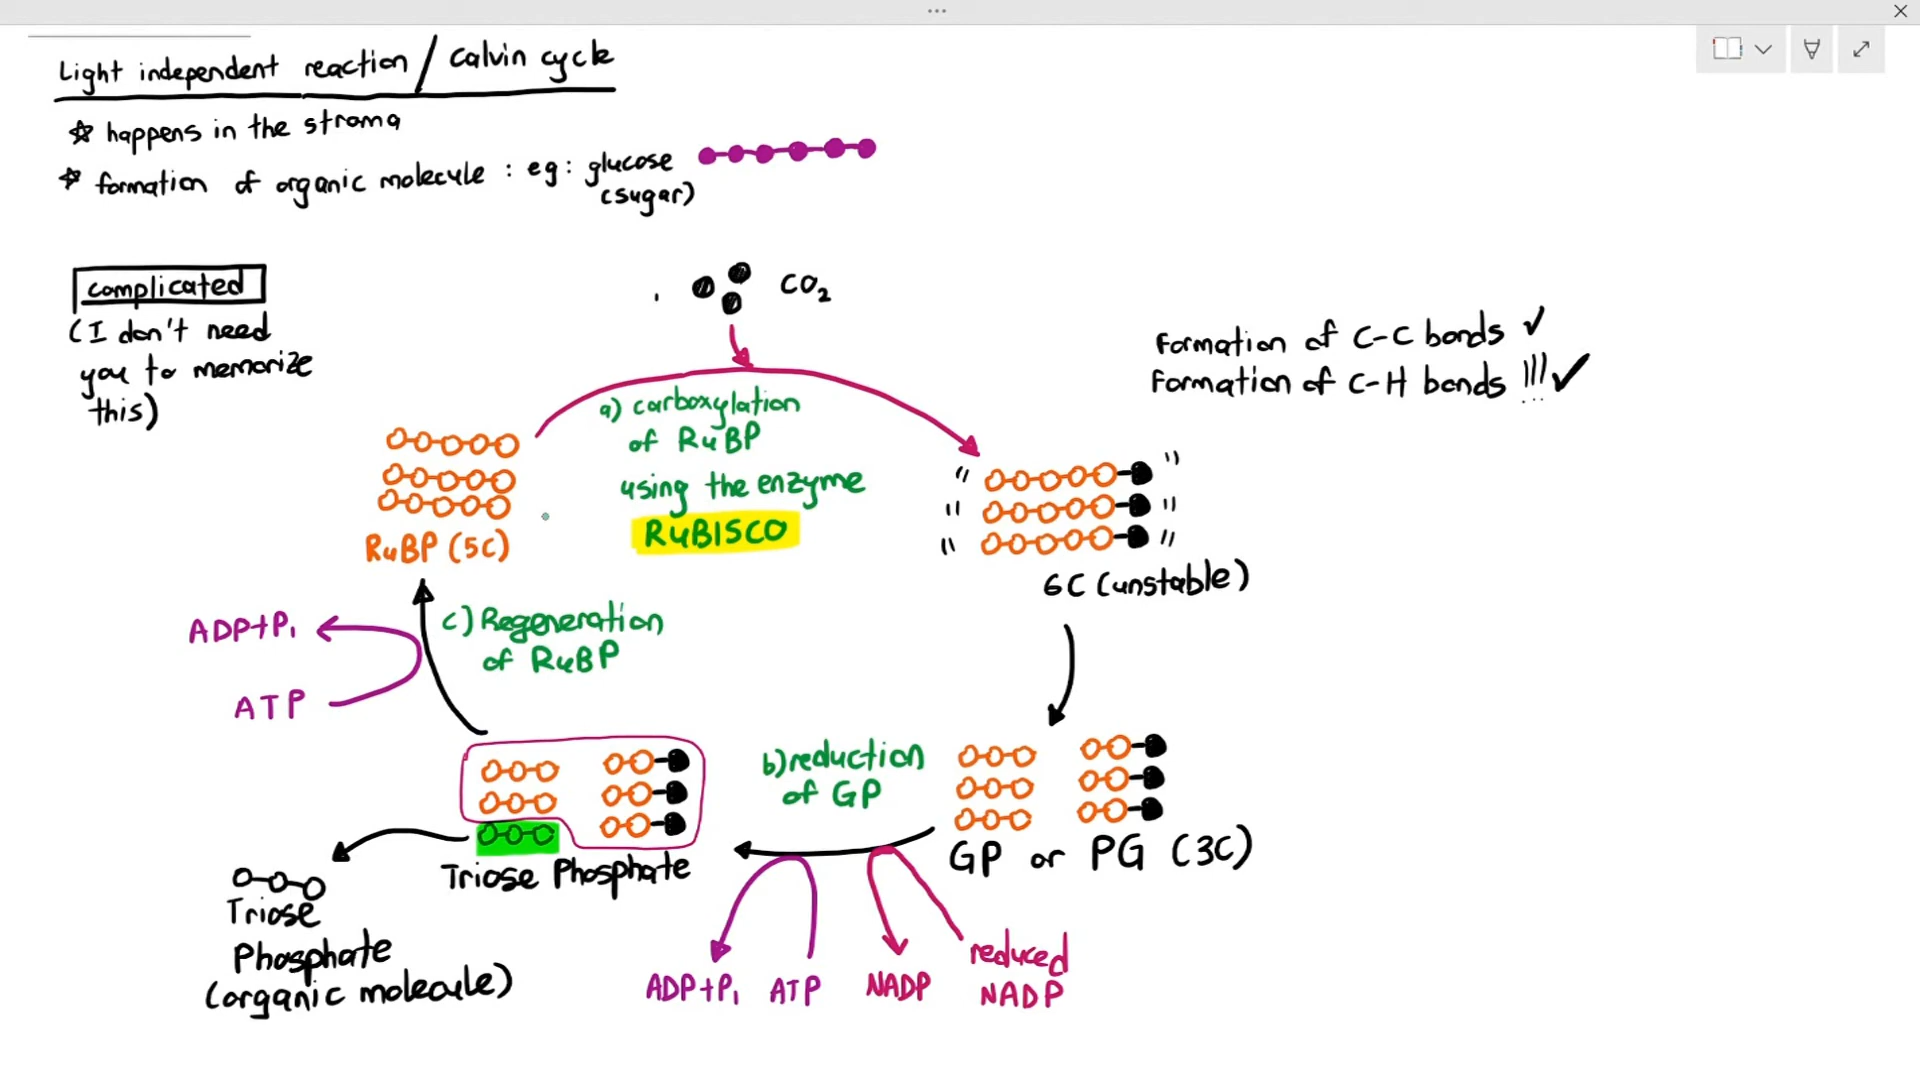 Light independent reaction / Calvin cycle
☆ happens in the stroma
☆ formation of organic molecule : eg: glucose
(sugar)
complicated
(I don't need
you to memorize
this)
CO₂
Formation of C-C bonds ✓
Formation of C-H bonds !!! ✓
a) carboxylation
of RuBP
using the enzyme
RuBISCO
RuBP (5C)
6C (unstable)
ADP+Pi
ATP
c) Regeneration
of RuBP
b) reduction
of GP
GP or PG (3C)
Triose Phosphate
Triose
Phosphate
(organic molecule)
ADP+Pi
ATP
NADP
reduced
NADP